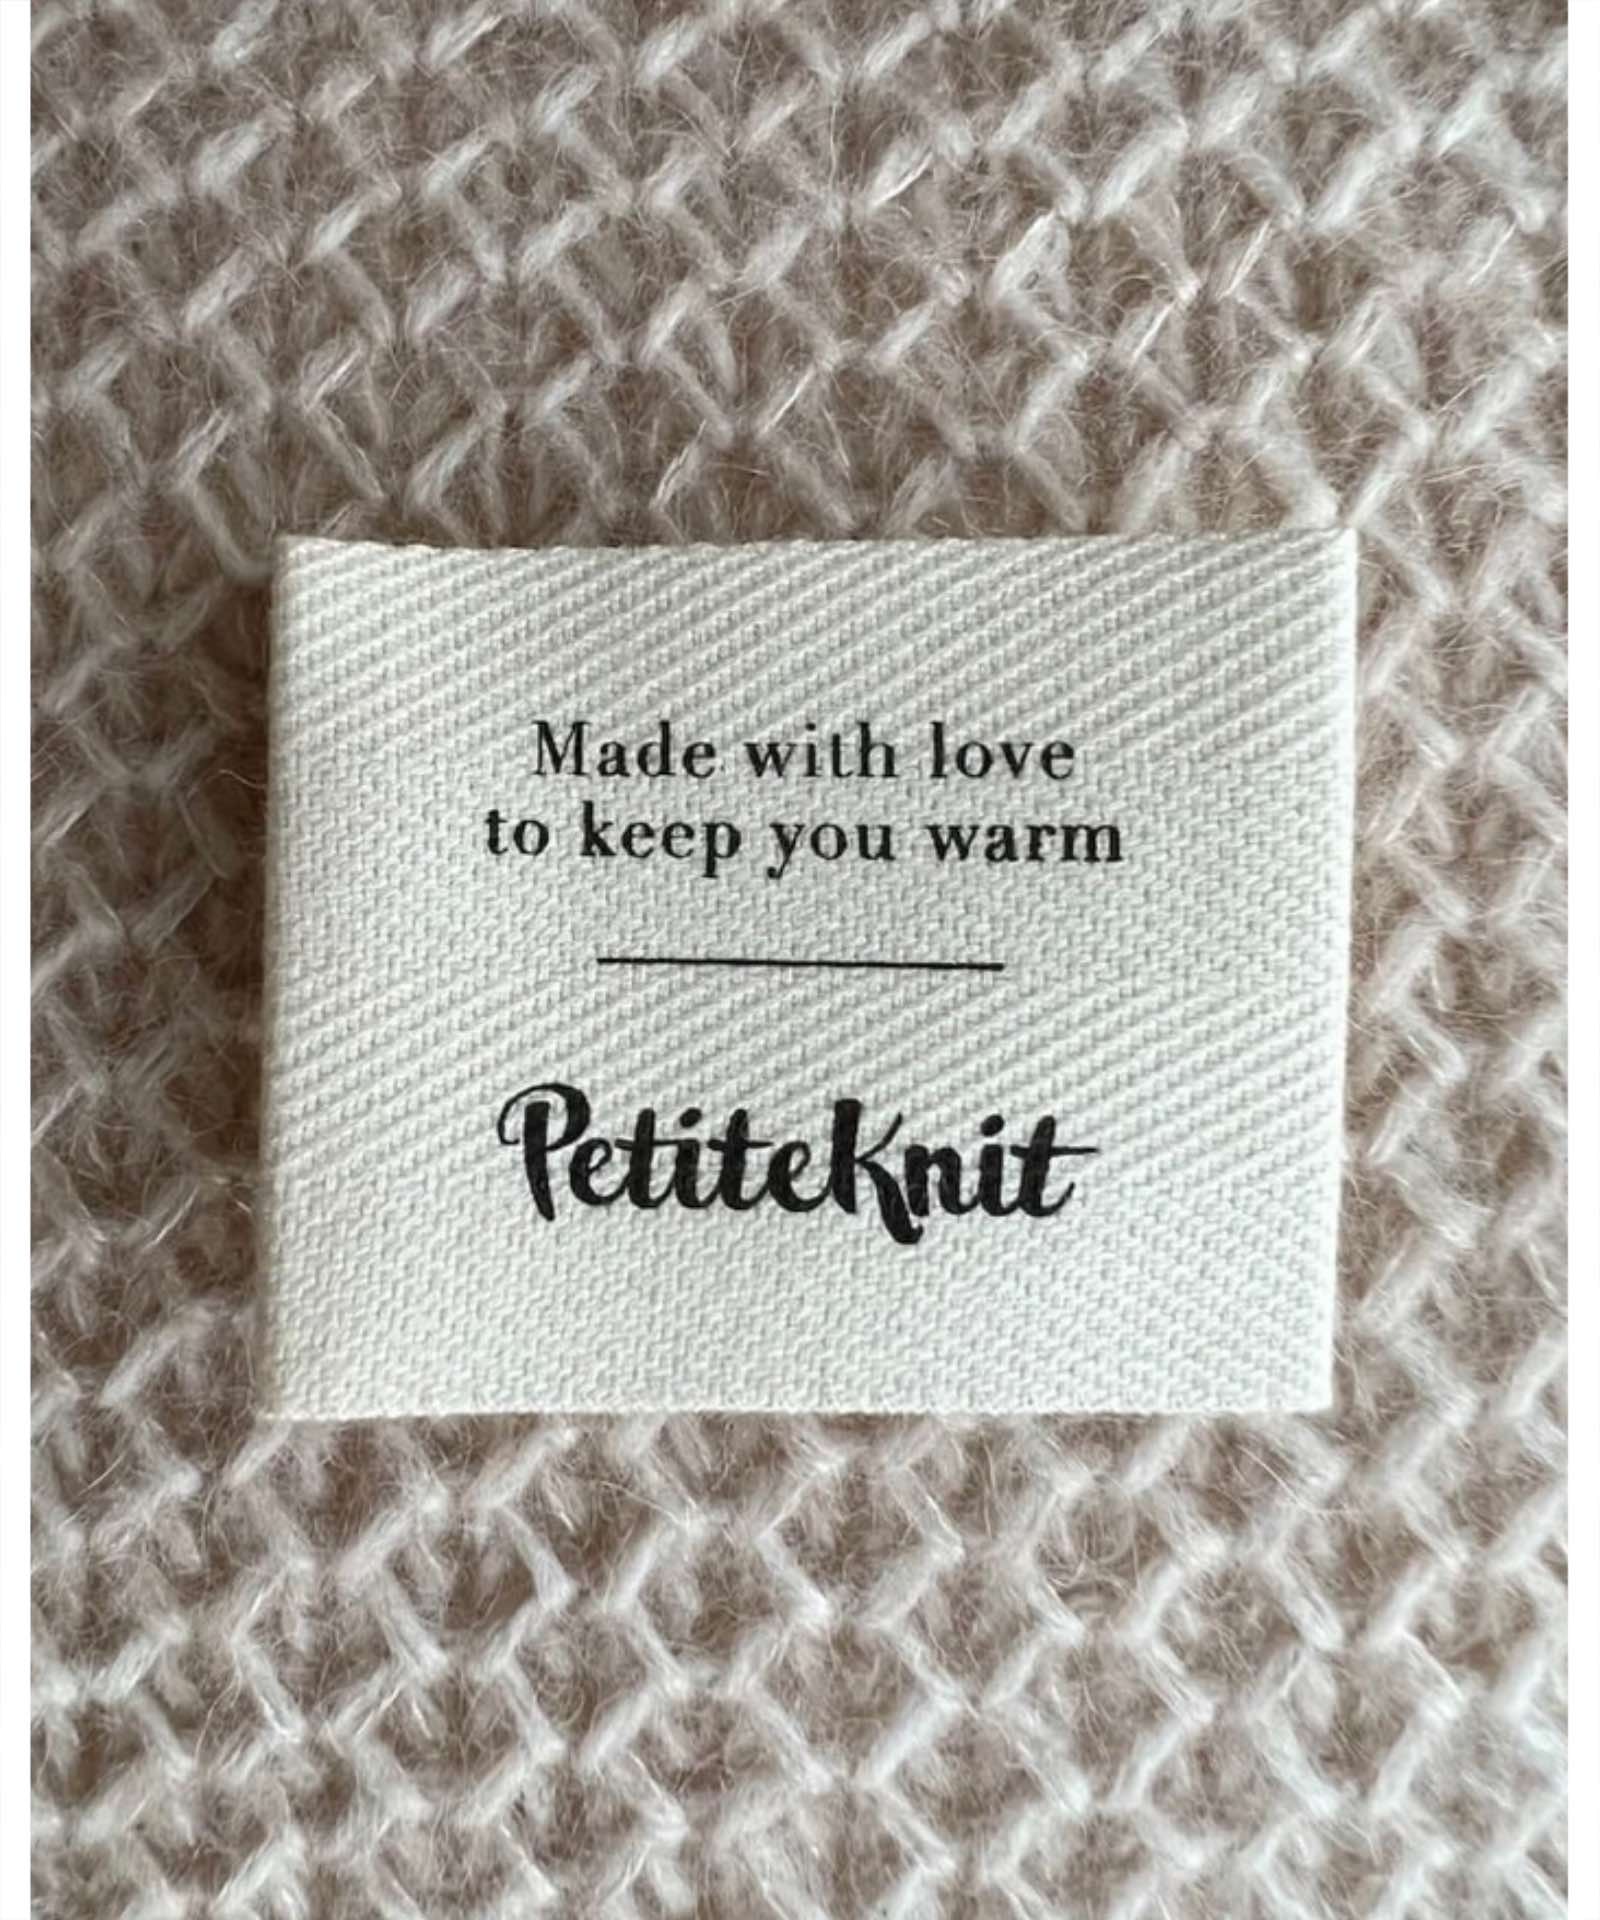 Made with love
to keep you warm
PetiteKnit